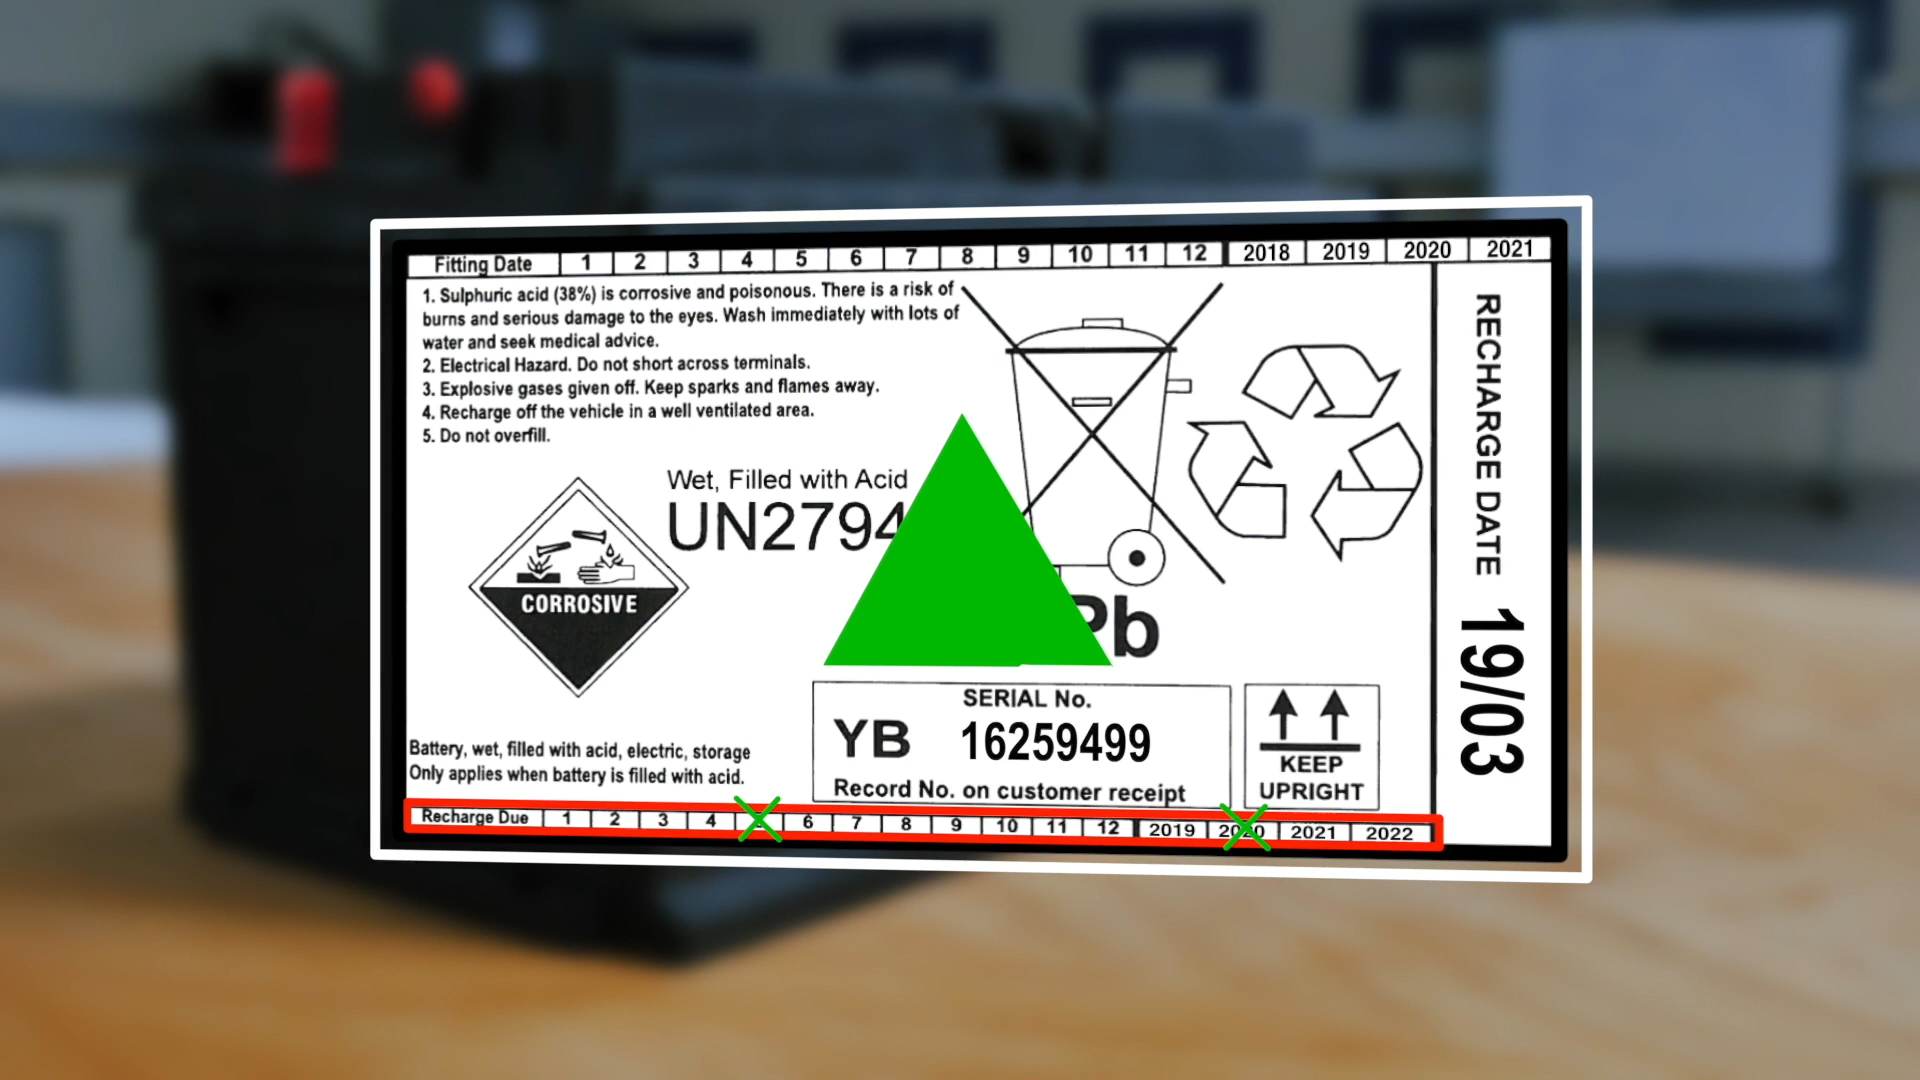 Fitting Date 1 2 3 4 5 6 7 8 9 10 11 12 2018 2019 2020 2021
1. Sulphuric acid (38%) is corrosive and poisonous. There is a risk of
burns and serious damage to the eyes. Wash immediately with lots of
water and seek medical advice.
2. Electrical Hazard. Do not short across terminals.
3. Explosive gases given off. Keep sparks and flames away.
4. Recharge off the vehicle in a well ventilated area.
5. Do not overfill.
Wet, Filled with Acid
UN2794
CORROSIVE
Pb
SERIAL No.
YB 16259499
Record No. on customer receipt
KEEP
UPRIGHT
Battery, wet, filled with acid, electric, storage
Only applies when battery is filled with acid.
Recharge Due 1 2 3 4 6 7 8 9 10 11 12 2019 2020 2021 2022
RECHARGE DATE 19/03